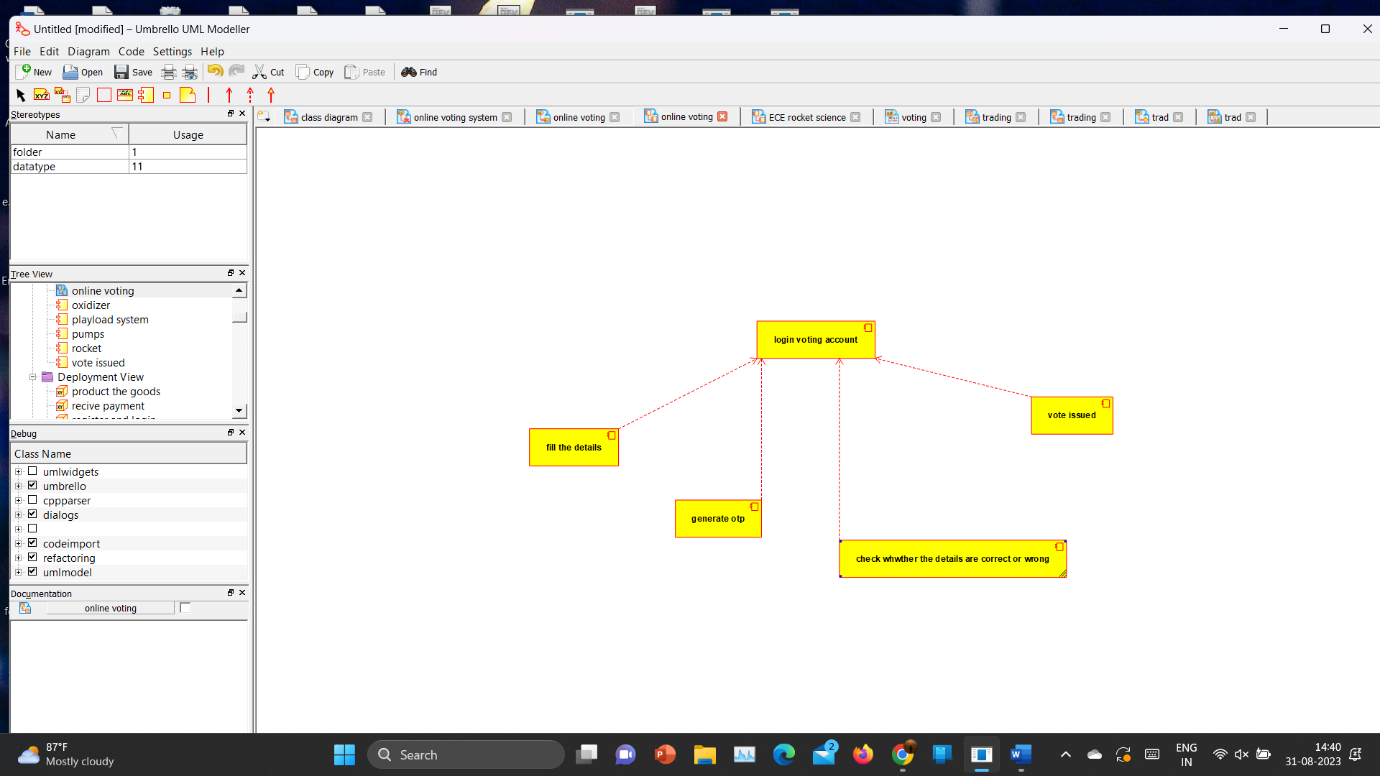 Untitled [modified] – Umbrello UML Modeller
File Edit Diagram Code Settings Help
New Open Save Cut Copy Paste Find
Stereotypes
Name Usage
folder 1
datatype 11
class diagram online voting system online voting online voting ECE rocket science voting trading trading trad trad
Tree View
online voting
oxidizer
playload system
pumps
rocket
vote issued
Deployment View
product the goods
recive payment
Debug
Class Name
umlwidgets
umbrello
cppparser
dialogs
codeimport
refactoring
umlmodel
Documentation
online voting
login voting account
vote issued
fill the details
generate otp
check whwther the details are correct or wrong
87°F
Mostly cloudy
Search
2
ENG
IN
14:40
31-08-2023